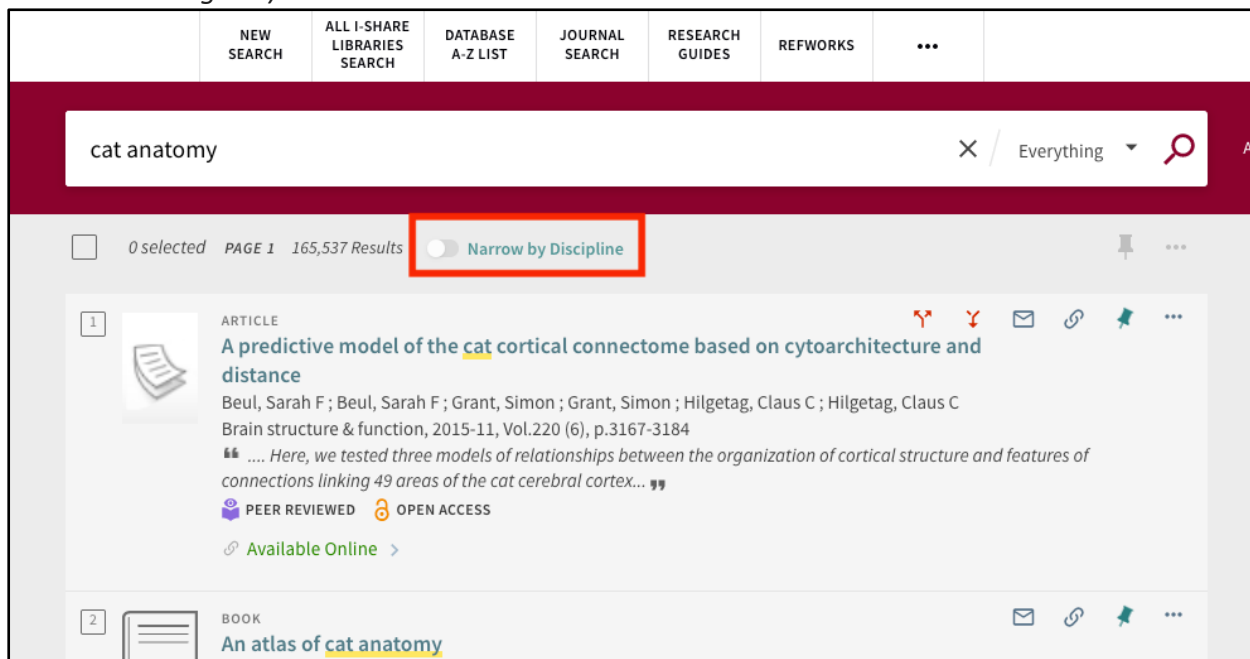 NEW SEARCH
ALL I-SHARE LIBRARIES SEARCH
DATABASE A-Z LIST
JOURNAL SEARCH
RESEARCH GUIDES
REFWORKS
•••
cat anatomy
Everything
A
0 selected PAGE 1 165,537 Results Narrow by Discipline
1
ARTICLE
A predictive model of the cat cortical connectome based on cytoarchitecture and
distance
Beul, Sarah F ; Beul, Sarah F ; Grant, Simon ; Grant, Simon ; Hilgetag, Claus C ; Hilgetag, Claus C
Brain structure & function, 2015-11, Vol.220 (6), p.3167-3184
❝ .... Here, we tested three models of relationships between the organization of cortical structure and features of
connections linking 49 areas of the cat cerebral cortex... ❞
PEER REVIEWED OPEN ACCESS
Available Online >
2
BOOK
An atlas of cat anatomy